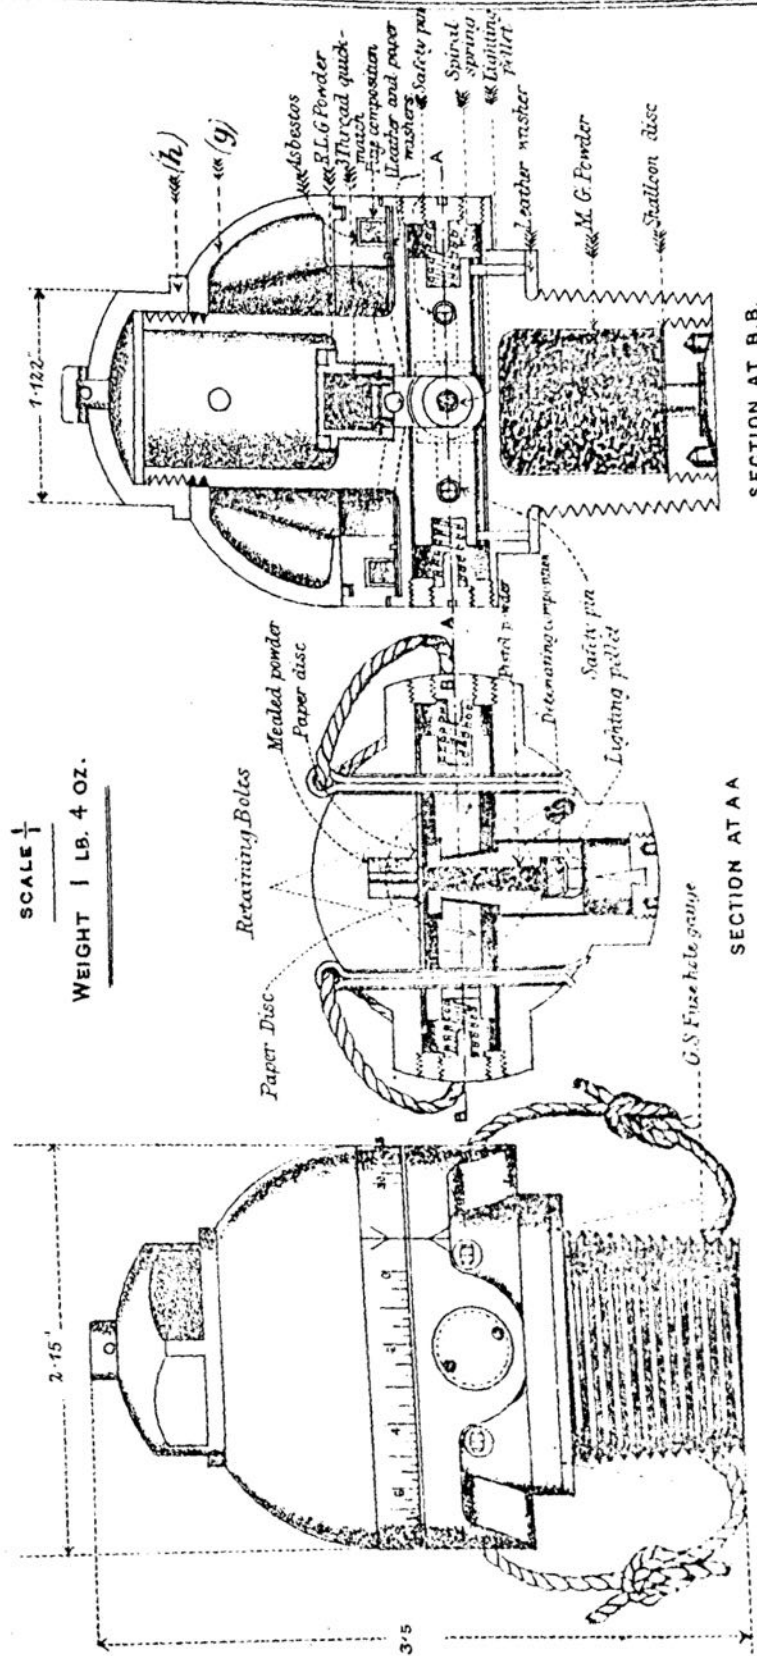 SCALE 1/1
WEIGHT 1 LB. 4 OZ.
2·15"
3·5
Retaining Bolts
Mealed powder
Paper disc
Paper Disc
Detonating composition
Safety pin
Lighting pellet
G.S Fuze hole gauge
B
B
SECTION AT A A
1·122"
(h)
(g)
Asbestos
R.L.G Powder
3 Thread quick-
match
composition
Leather and paper
washers
Safety pin
Spiral
spring
Lighting
pellet
Leather washer
M. G. Powder
Shalloon disc
A
A
SECTION AT B.B.